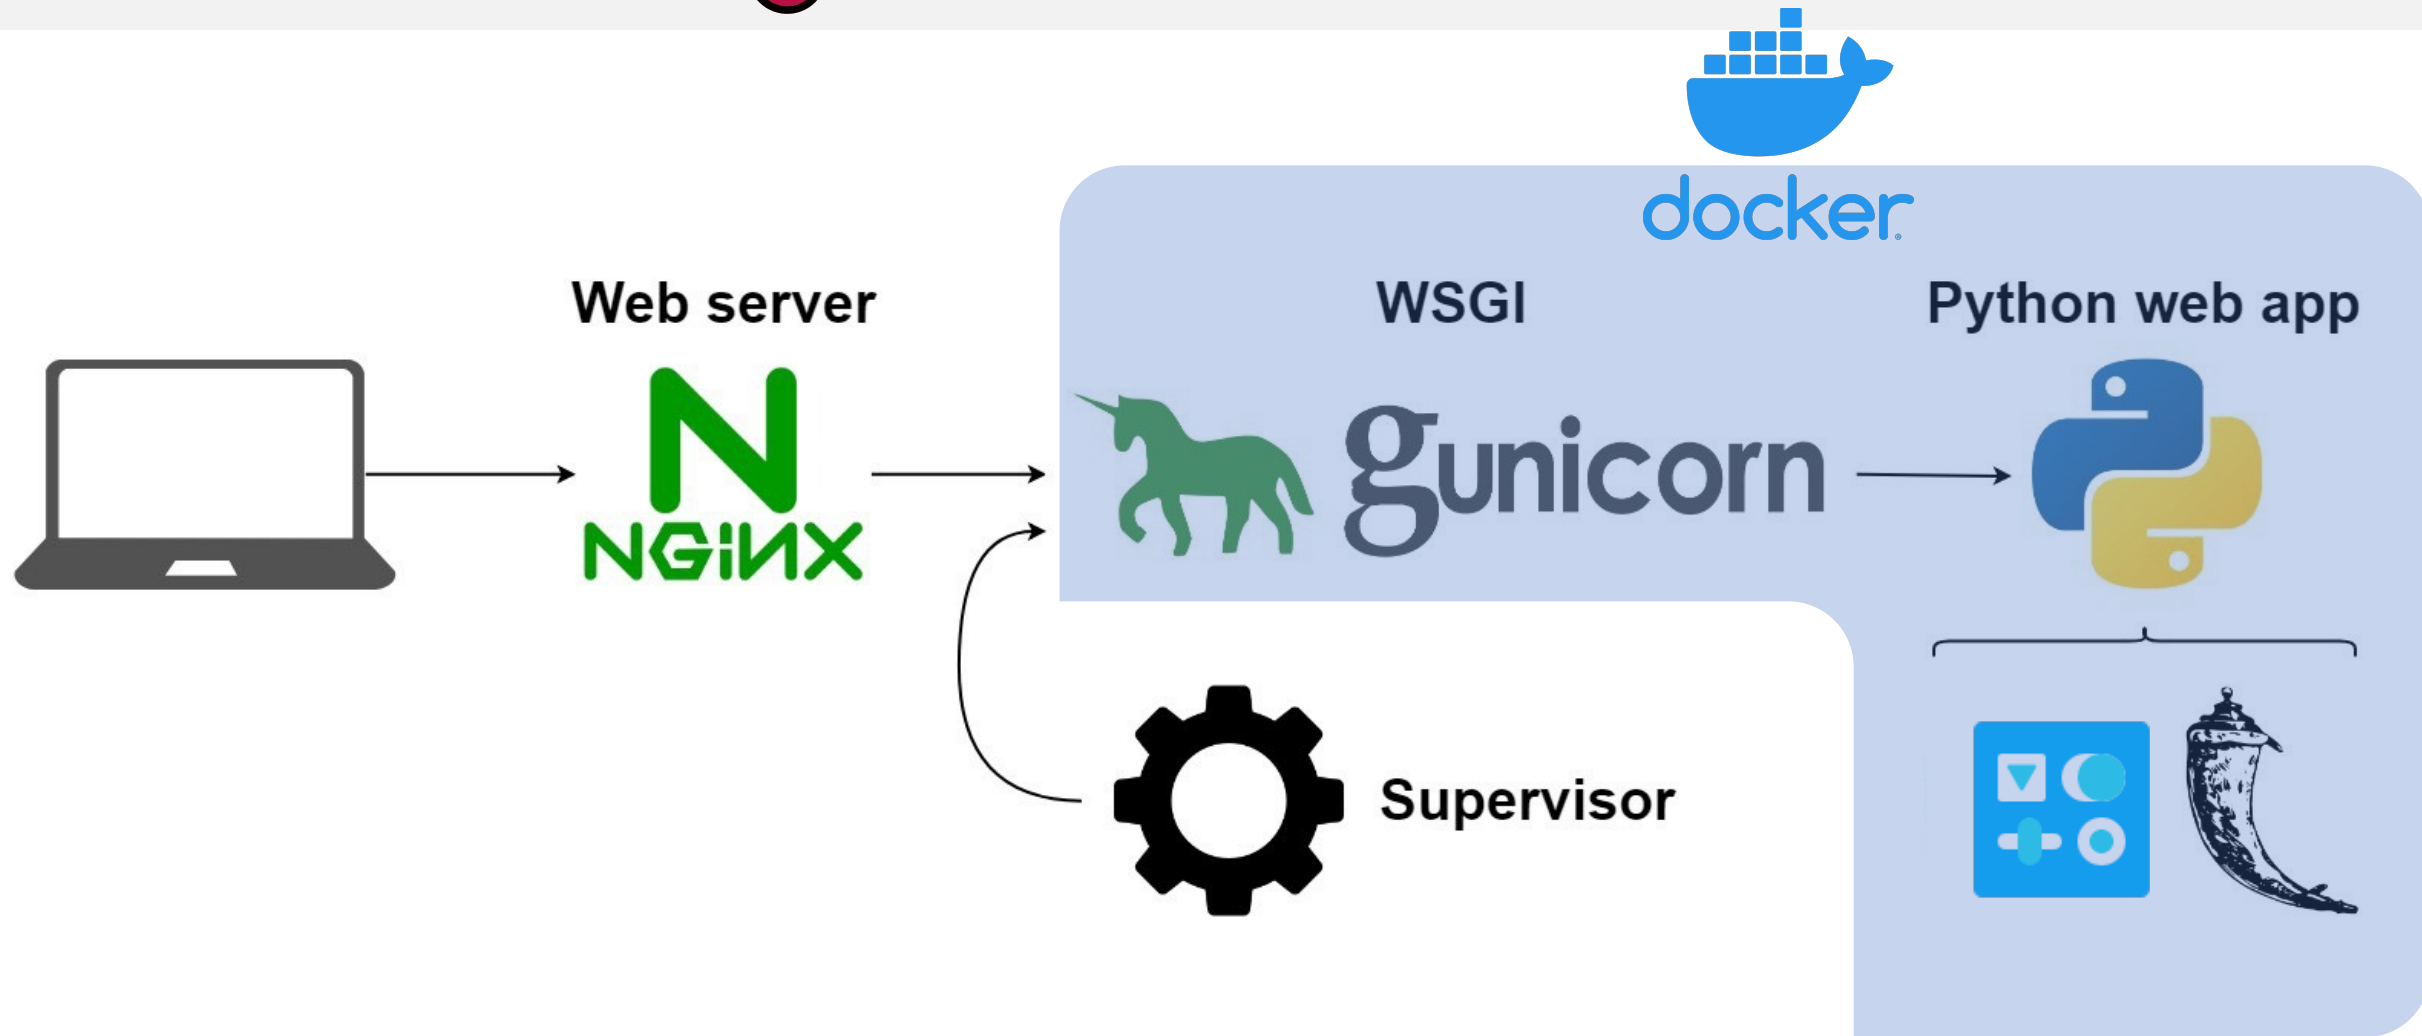 docker
Web server
WSGI
Python web app
NGiNX
gunicorn
Supervisor